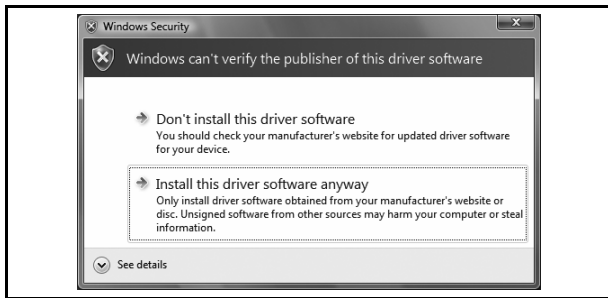 Windows Security
Windows can't verify the publisher of this driver software
Don't install this driver software
You should check your manufacturer's website for updated driver software
for your device.
Install this driver software anyway
Only install driver software obtained from your manufacturer's website or
disc. Unsigned software from other sources may harm your computer or steal
information.
See details